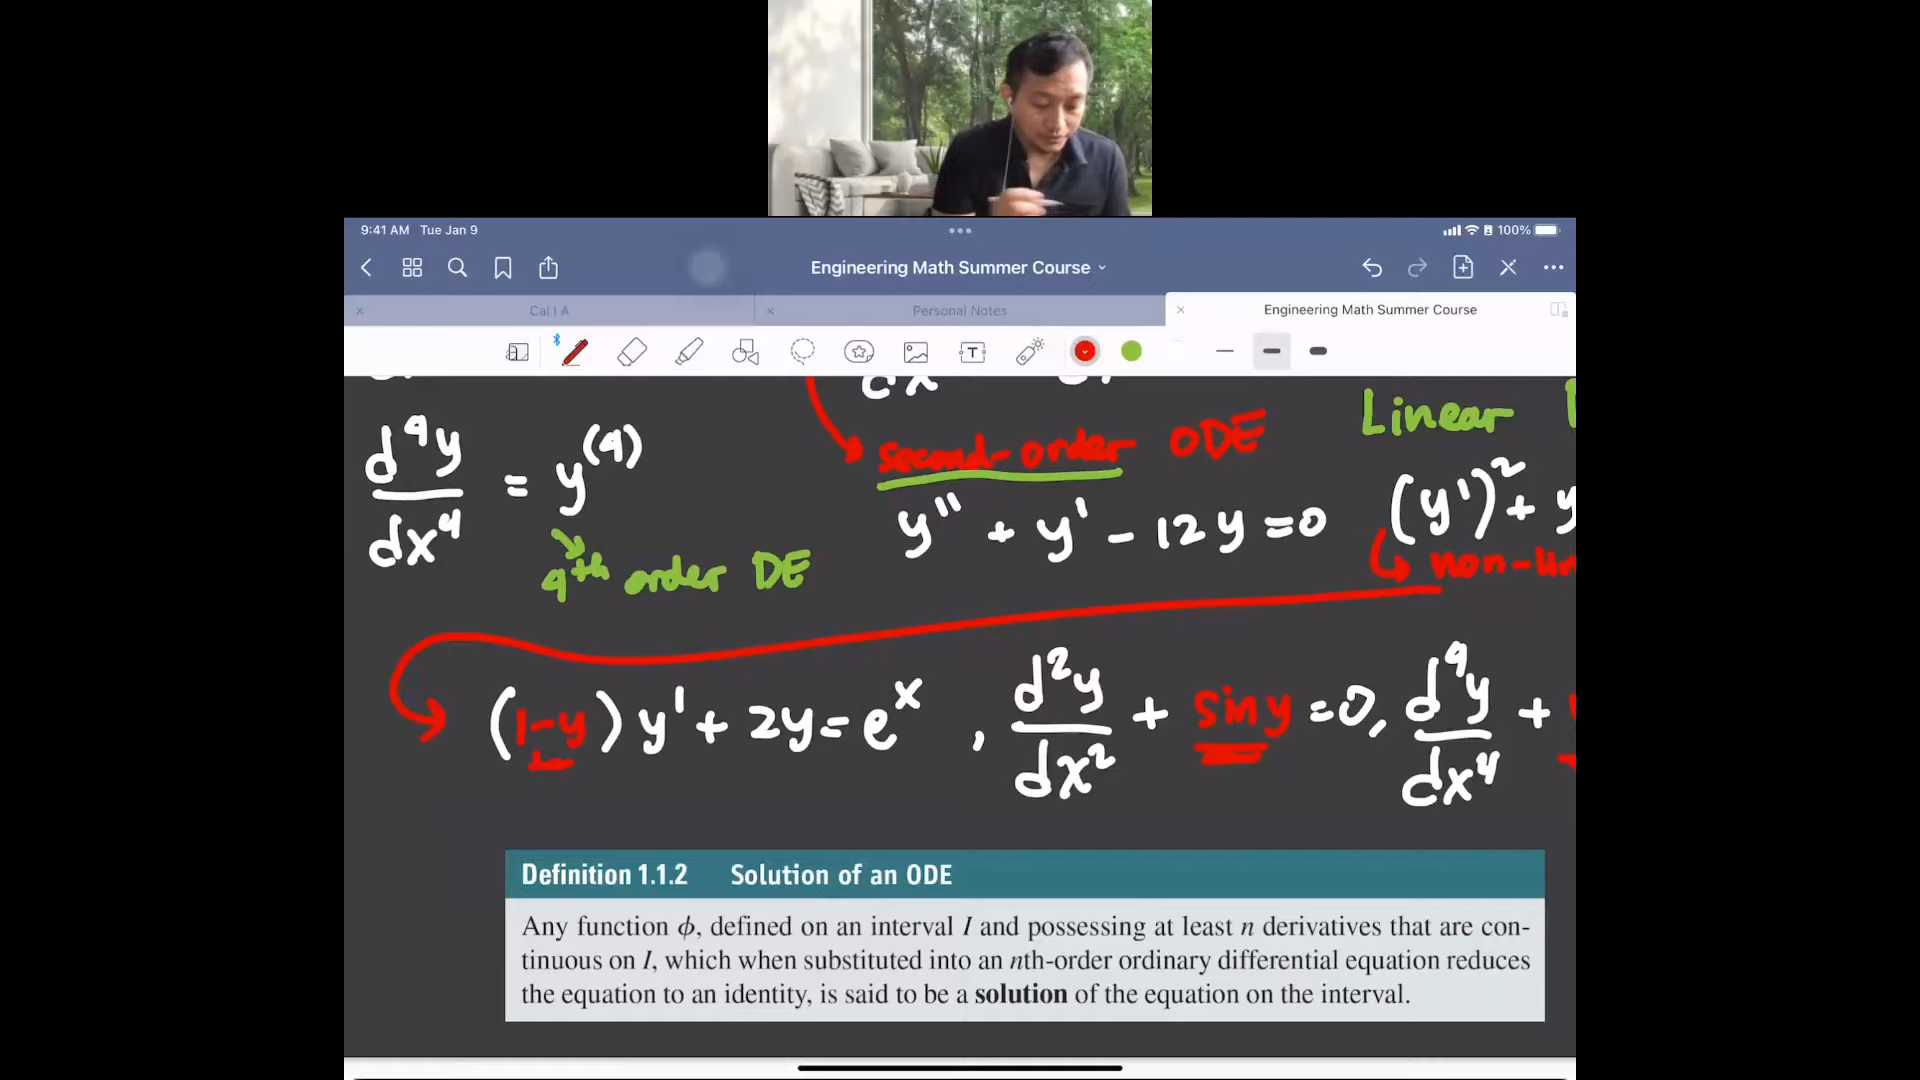 9:41 AM Tue Jan 9
100%
Engineering Math Summer Course
Cal I A
Personal Notes
Engineering Math Summer Course
T
dx
Linear
second-order ODE
d⁴y/dx⁴ = y⁽⁴⁾
4th order DE
y'' + y' - 12y = 0
(y')² + y
non-lin
(1-y) y' + 2y = eˣ , d²y/dx² + sin y = 0, d⁴y/dx⁴ +
Definition 1.1.2 Solution of an ODE
Any function ϕ, defined on an interval I and possessing at least n derivatives that are con-
tinuous on I, which when substituted into an nth-order ordinary differential equation reduces
the equation to an identity, is said to be a solution of the equation on the interval.